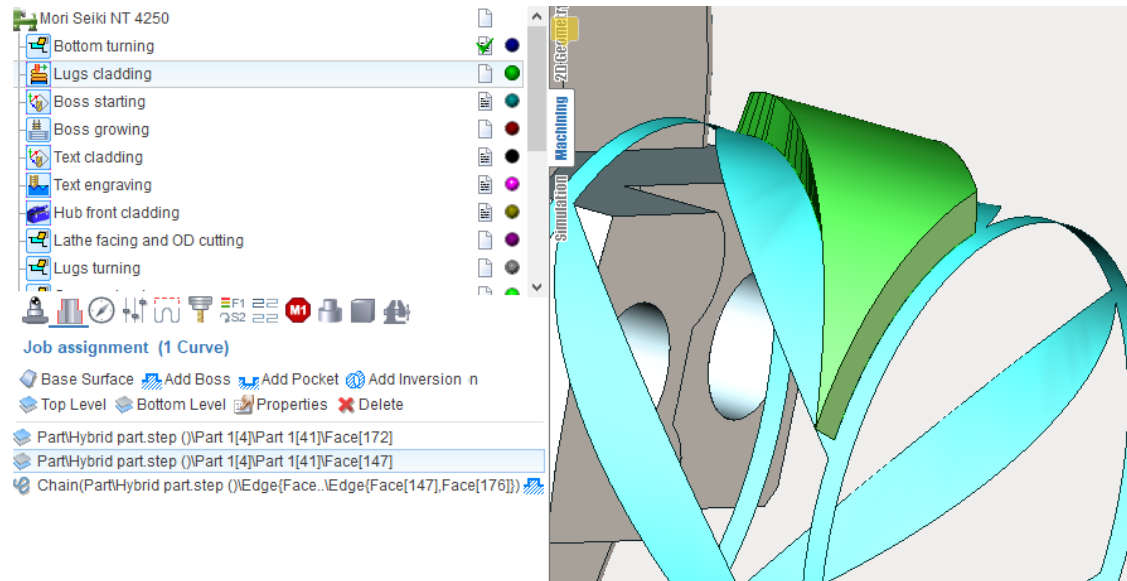 Mori Seiki NT 4250
Bottom turning
Lugs cladding
Boss starting
Boss growing
Text cladding
Text engraving
Hub front cladding
Lathe facing and OD cutting
Lugs turning
F1
S2
M1
Job assignment (1 Curve)
Base Surface Add Boss Add Pocket Add Inversion n
Top Level Bottom Level Properties Delete
Part\Hybrid part.step ()\Part 1[4]\Part 1[41]\Face[172]
Part\Hybrid part.step ()\Part 1[4]\Part 1[41]\Face[147]
Chain(Part\Hybrid part.step ()\Edge{Face..\Edge{Face[147],Face[176]})
2D Geometry
Machining
Simulation